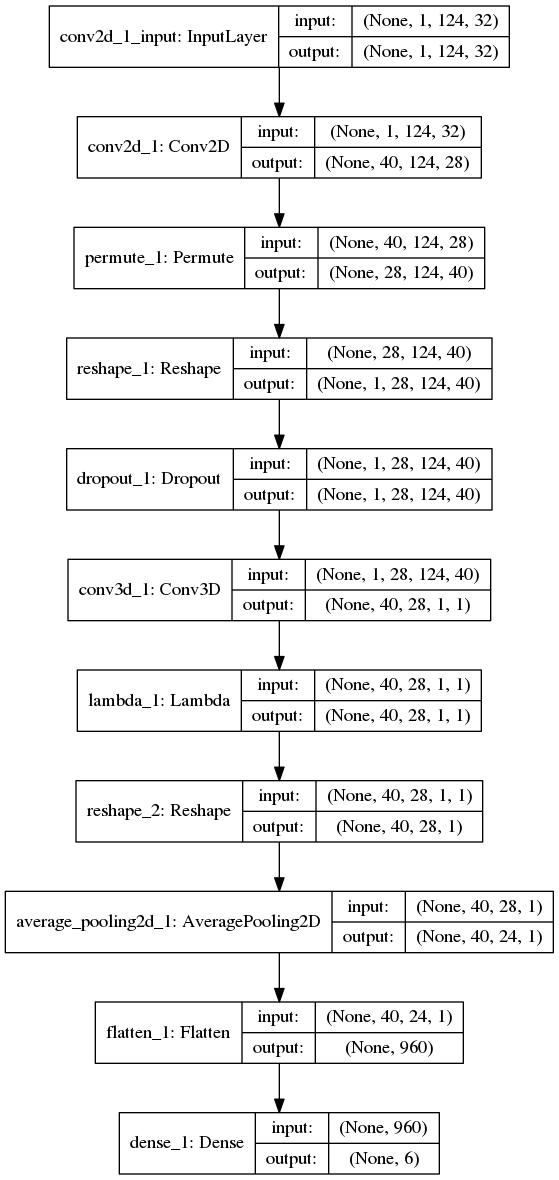 conv2d_1_input: InputLayer
input: (None, 1, 124, 32)
output: (None, 1, 124, 32)
conv2d_1: Conv2D
input: (None, 1, 124, 32)
output: (None, 40, 124, 28)
permute_1: Permute
input: (None, 40, 124, 28)
output: (None, 28, 124, 40)
reshape_1: Reshape
input: (None, 28, 124, 40)
output: (None, 1, 28, 124, 40)
dropout_1: Dropout
input: (None, 1, 28, 124, 40)
output: (None, 1, 28, 124, 40)
conv3d_1: Conv3D
input: (None, 1, 28, 124, 40)
output: (None, 40, 28, 1, 1)
lambda_1: Lambda
input: (None, 40, 28, 1, 1)
output: (None, 40, 28, 1, 1)
reshape_2: Reshape
input: (None, 40, 28, 1, 1)
output: (None, 40, 28, 1)
average_pooling2d_1: AveragePooling2D
input: (None, 40, 28, 1)
output: (None, 40, 24, 1)
flatten_1: Flatten
input: (None, 40, 24, 1)
output: (None, 960)
dense_1: Dense
input: (None, 960)
output: (None, 6)